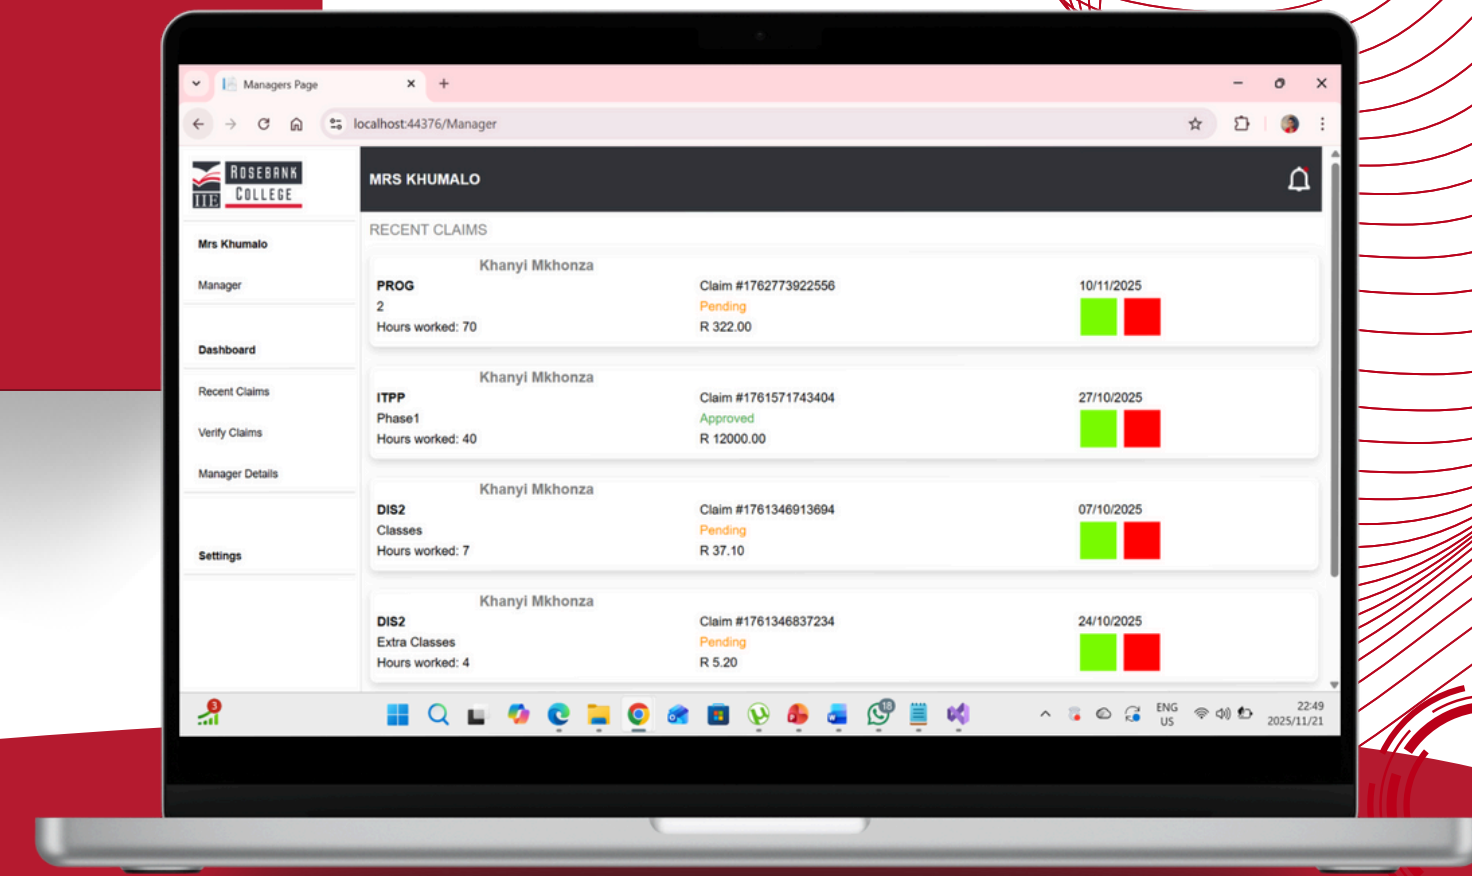 Managers Page
localhost:44376/Manager
ROSEBANK
COLLEGE
IIE
MRS KHUMALO
Mrs Khumalo
Manager
Dashboard
Recent Claims
Verify Claims
Manager Details
Settings
RECENT CLAIMS
Khanyi Mkhonza
PROG Claim #1762773922556 10/11/2025
2 Pending
Hours worked: 70 R 322.00
Khanyi Mkhonza
ITPP Claim #1761571743404 27/10/2025
Phase1 Approved
Hours worked: 40 R 12000.00
Khanyi Mkhonza
DIS2 Claim #1761346913694 07/10/2025
Classes Pending
Hours worked: 7 R 37.10
Khanyi Mkhonza
DIS2 Claim #1761346837234 24/10/2025
Extra Classes Pending
Hours worked: 4 R 5.20
3
18
ENG
US
22:49
2025/11/21